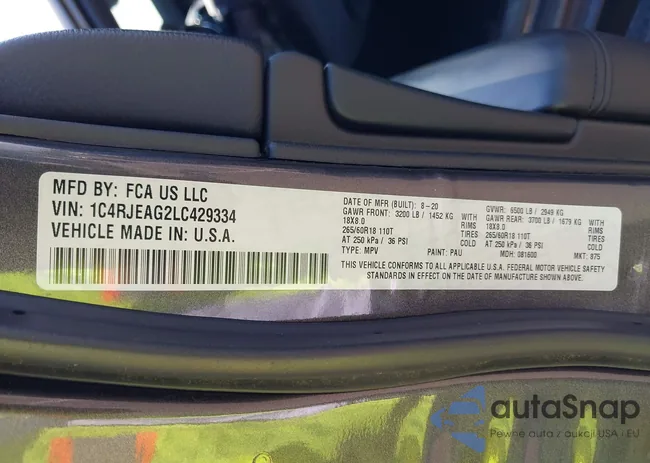 MFD BY: FCA US LLC
VIN: 1C4RJEAG2LC429334
VEHICLE MADE IN: U.S.A.
DATE OF MFR (BUILT): 8-20 GVWR: 6500 LB / 2949 KG
GAWR FRONT: 3200 LB / 1452 KG WITH GAWR REAR: 3700 LB / 1679 KG WITH
18X8.0 RIMS 18X8.0 RIMS
265/60R18 110T TIRES 265/60R18 110T TIRES
AT 250 kPa / 36 PSI COLD AT 250 kPa / 36 PSI COLD
TYPE: MPV PAINT: PAU MDH: 081600 MKT: 875
THIS VEHICLE CONFORMS TO ALL APPLICABLE U.S.A. FEDERAL MOTOR VEHICLE SAFETY
STANDARDS IN EFFECT ON THE DATE OF MANUFACTURE SHOWN ABOVE.
autaSnap
Pewne auta z aukcji USA - EU